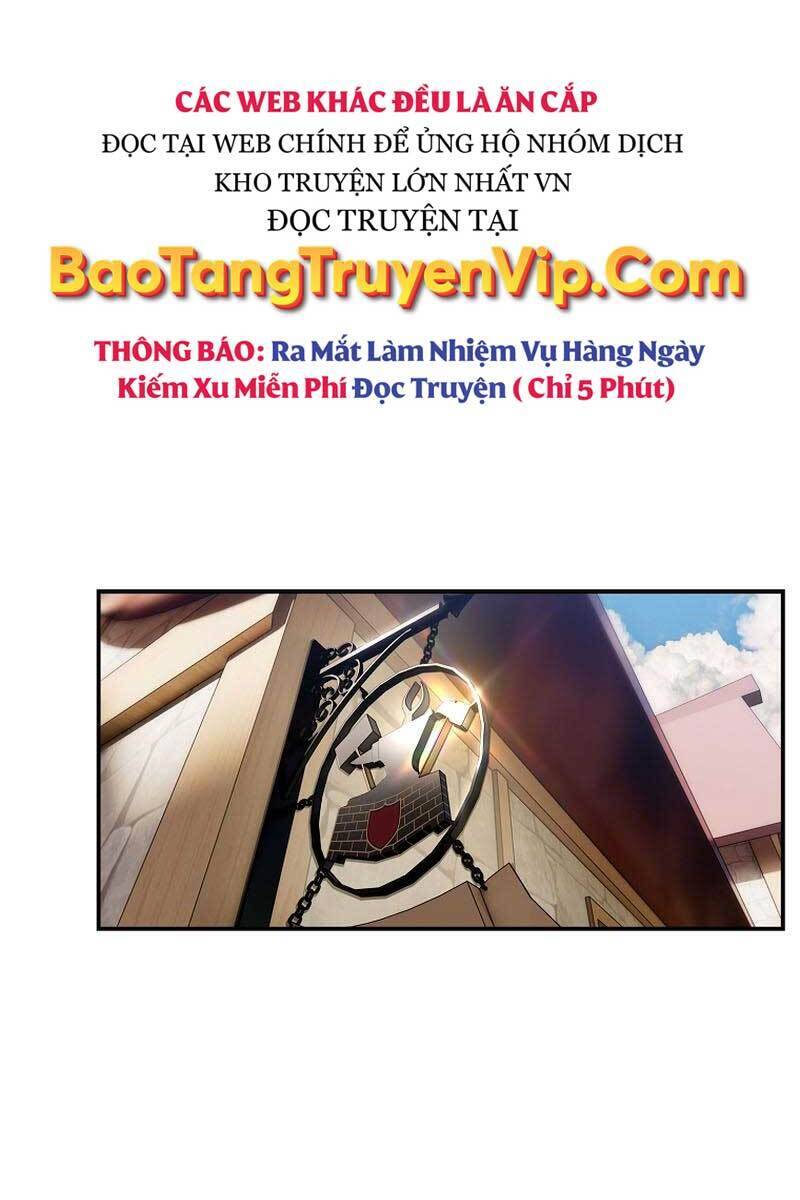 CÁC WEB KHÁC ĐỀU LÀ ĂN CẮP
ĐỌC TẠI WEB CHÍNH ĐỂ ỦNG HỘ NHÓM DỊCH
KHO TRUYỆN LỚN NHẤT VN
ĐỌC TRUYỆN TẠI
BaoTangTruyenVip.Com
THÔNG BÁO: Ra Mắt Làm Nhiệm Vụ Hàng Ngày
Kiếm Xu Miễn Phí Đọc Truyện ( Chỉ 5 Phút)